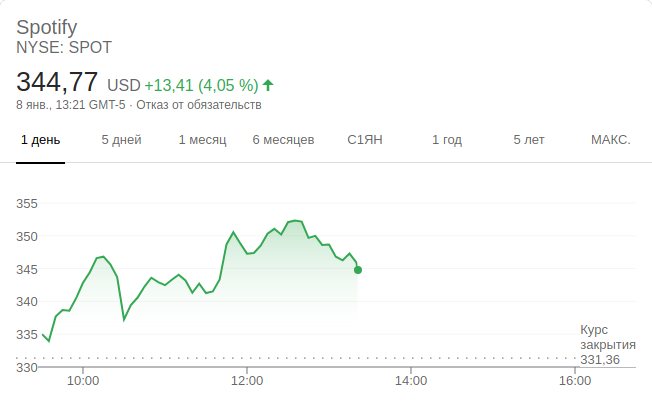 Spotify
NYSE: SPOT
344,77 USD +13,41 (4,05 %)
8 янв., 13:21 GMT-5 · Отказ от обязательств
1 день 5 дней 1 месяц 6 месяцев С1ЯН 1 год 5 лет МАКС.
355
350
345
340
335
330
Курс
закрытия
331,36
10:00 12:00 14:00 16:00